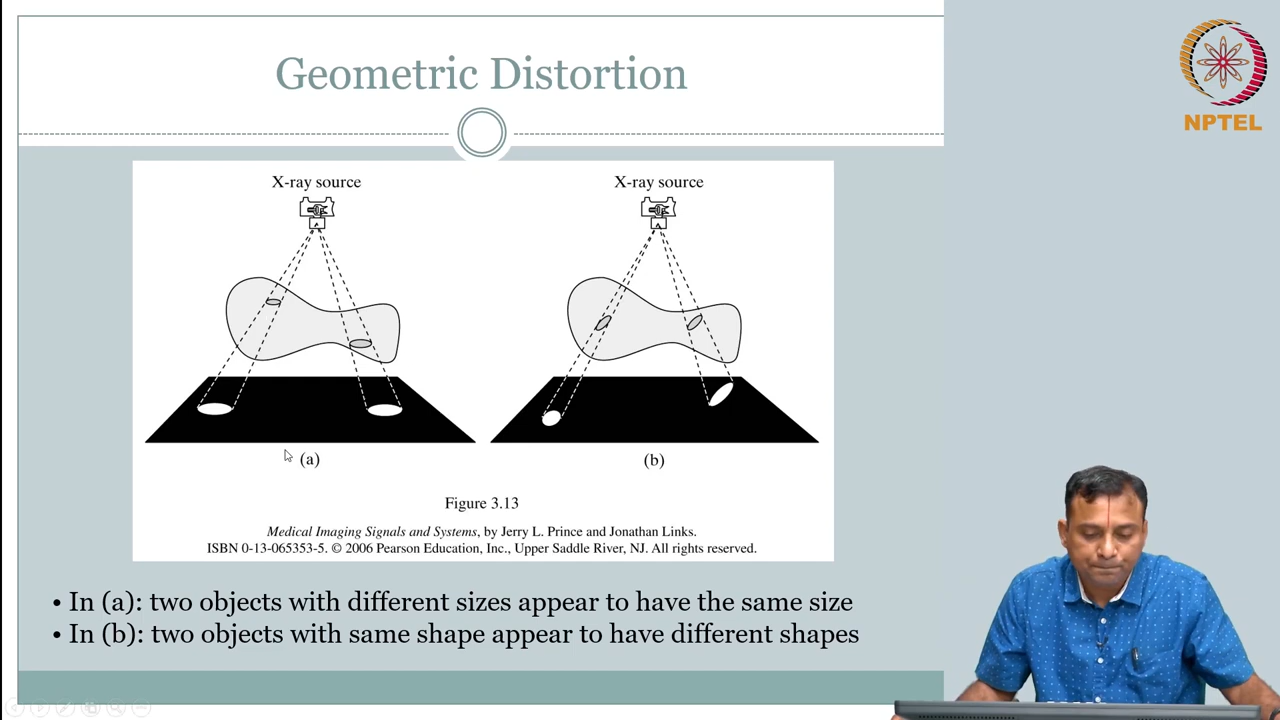 Geometric Distortion
NPTEL
X-ray source
X-ray source
(a)
(b)
Figure 3.13
Medical Imaging Signals and Systems, by Jerry L. Prince and Jonathan Links.
ISBN 0-13-065353-5. © 2006 Pearson Education, Inc., Upper Saddle River, NJ. All rights reserved.
• In (a): two objects with different sizes appear to have the same size
• In (b): two objects with same shape appear to have different shapes